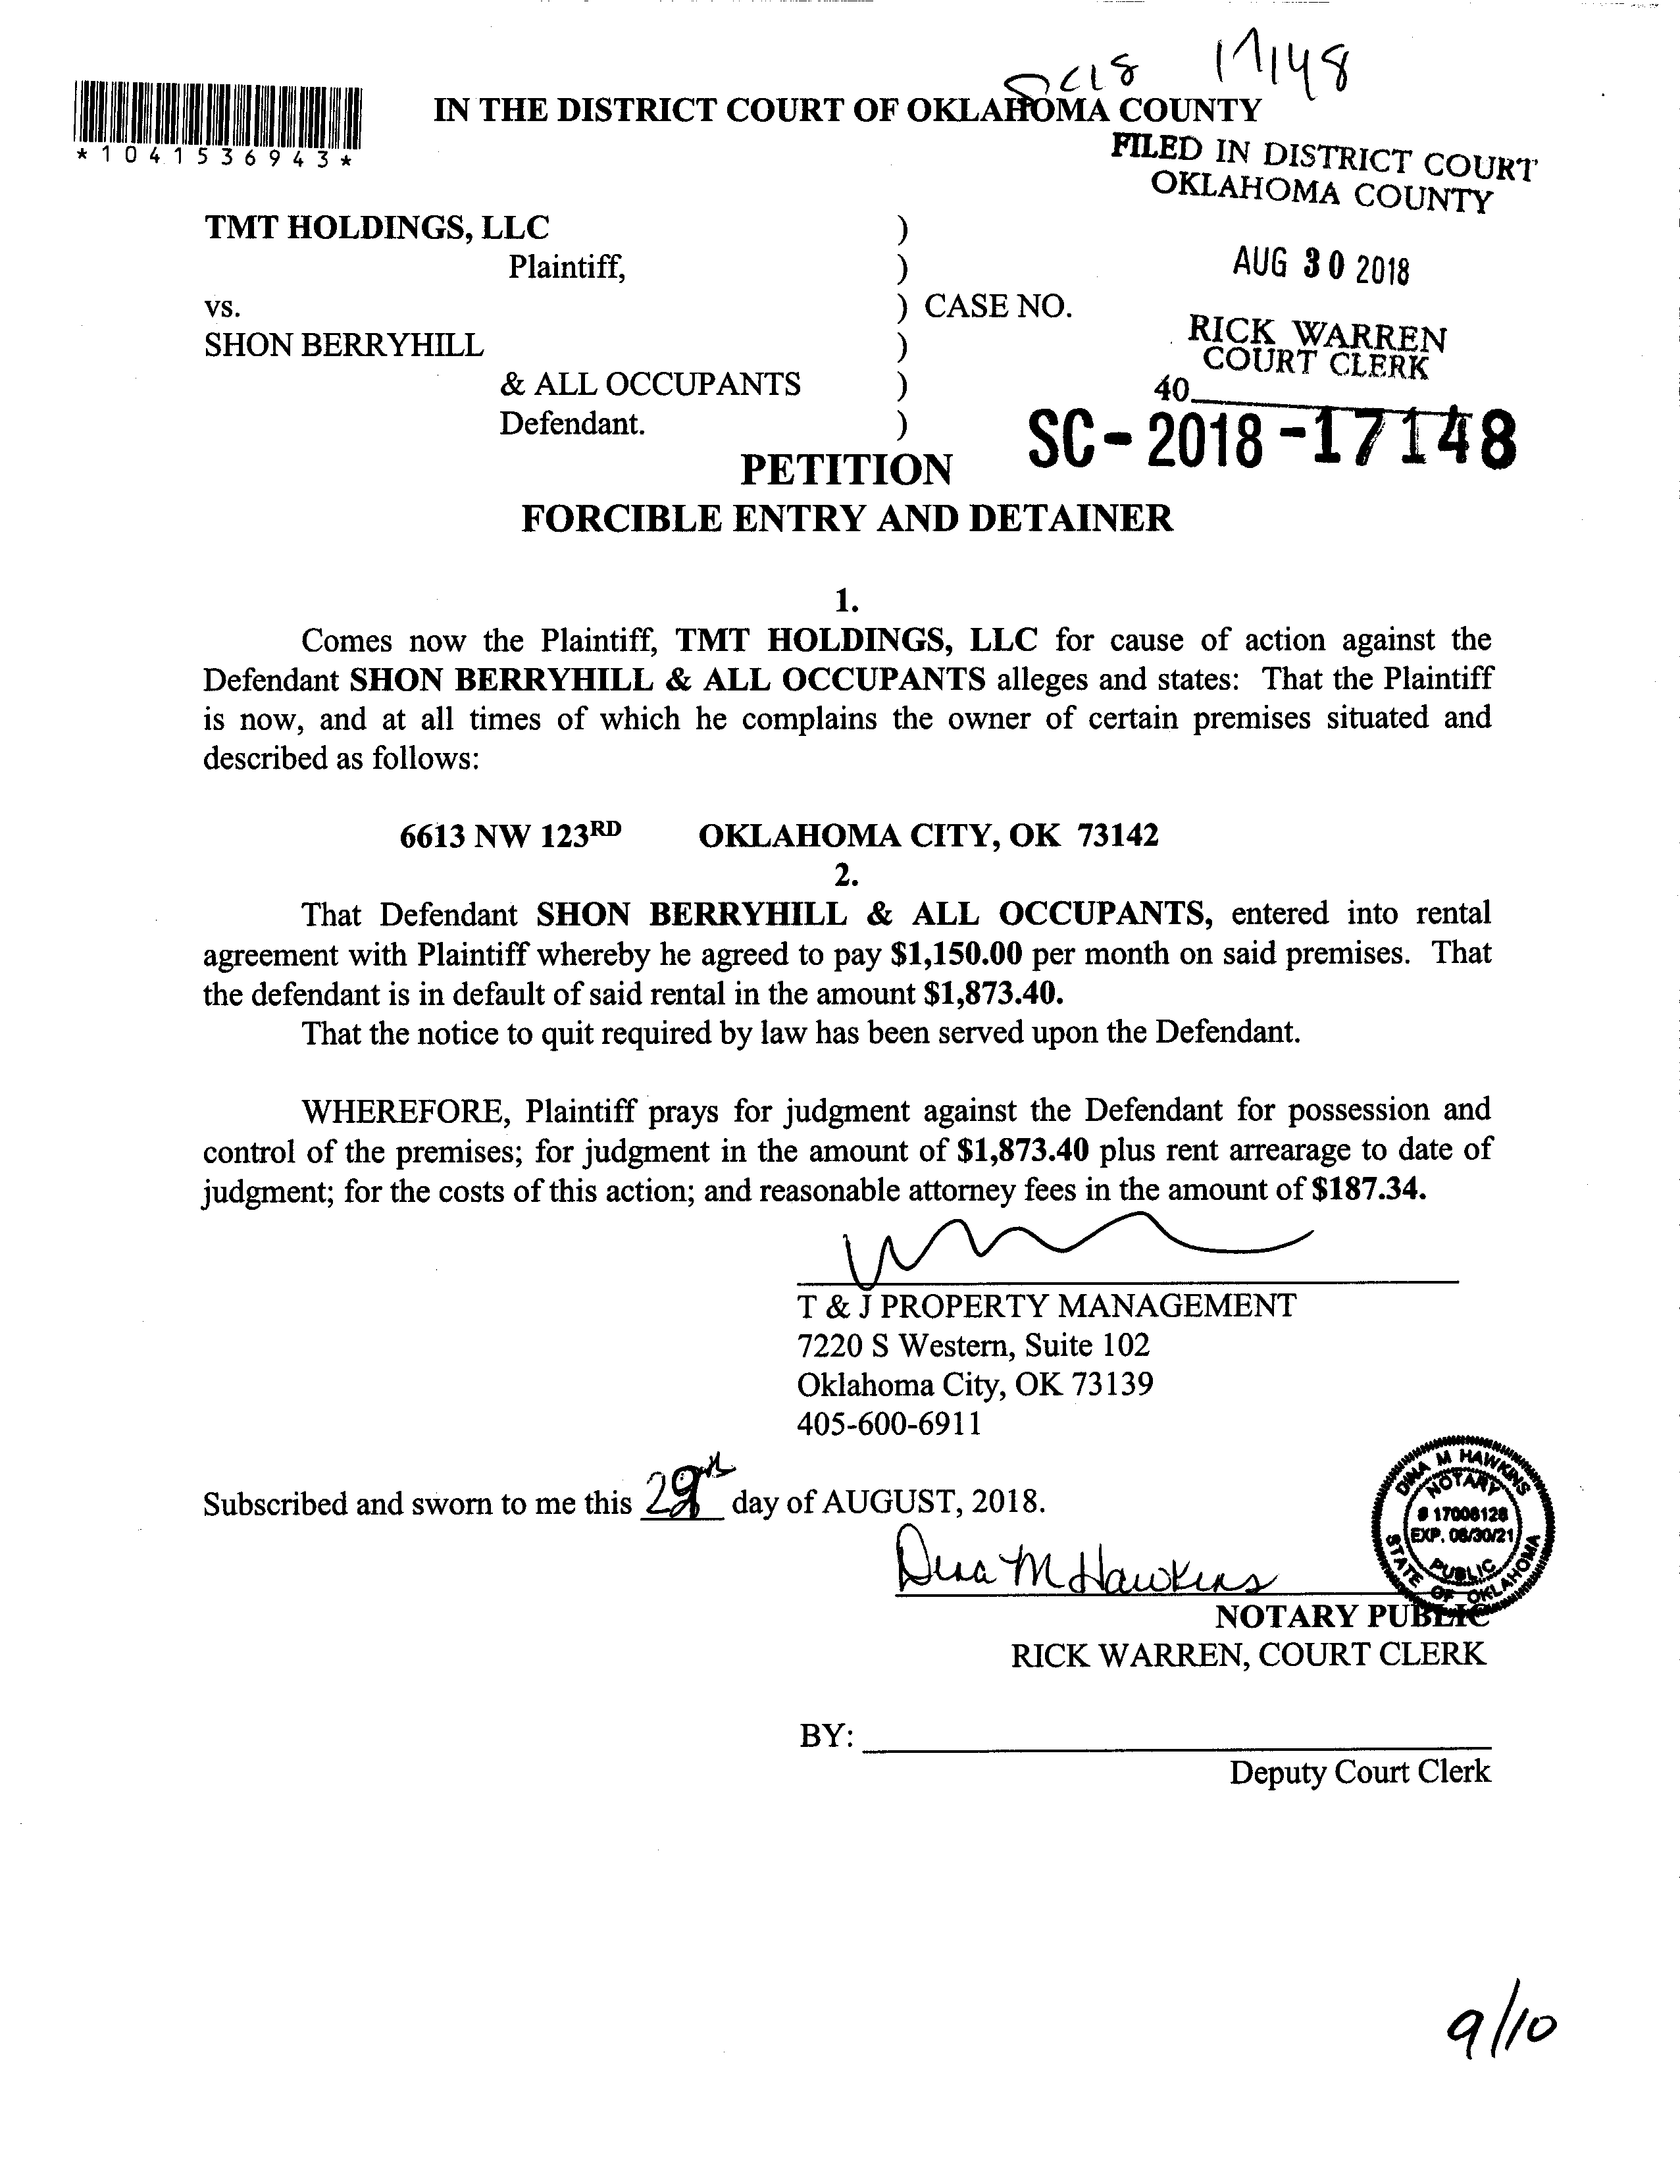 SC18 17148
*1041536943*
IN THE DISTRICT COURT OF OKLAHOMA COUNTY
FILED IN DISTRICT COURT
OKLAHOMA COUNTY
TMT HOLDINGS, LLC )
Plaintiff, )
AUG 30 2018
vs. ) CASE NO.
RICK WARREN
COURT CLERK
SHON BERRYHILL )
& ALL OCCUPANTS )
40
Defendant. )
SC-2018-17148
PETITION
FORCIBLE ENTRY AND DETAINER
1.
Comes now the Plaintiff, TMT HOLDINGS, LLC for cause of action against the
Defendant SHON BERRYHILL & ALL OCCUPANTS alleges and states: That the Plaintiff
is now, and at all times of which he complains the owner of certain premises situated and
described as follows:
6613 NW 123RD OKLAHOMA CITY, OK 73142
2.
That Defendant SHON BERRYHILL & ALL OCCUPANTS, entered into rental
agreement with Plaintiff whereby he agreed to pay $1,150.00 per month on said premises. That
the defendant is in default of said rental in the amount $1,873.40.
That the notice to quit required by law has been served upon the Defendant.
WHEREFORE, Plaintiff prays for judgment against the Defendant for possession and
control of the premises; for judgment in the amount of $1,873.40 plus rent arrearage to date of
judgment; for the costs of this action; and reasonable attorney fees in the amount of $187.34.
T & J PROPERTY MANAGEMENT
7220 S Western, Suite 102
Oklahoma City, OK 73139
405-600-6911
Subscribed and sworn to me this 29th day of AUGUST, 2018.
DINA M HAWKINS
NOTARY
# 17006128
EXP. 06/30/21
PUBLIC
STATE OF OKLAHOMA
Dina M Hawkins
NOTARY PUBLIC
RICK WARREN, COURT CLERK
BY:
Deputy Court Clerk
9/10